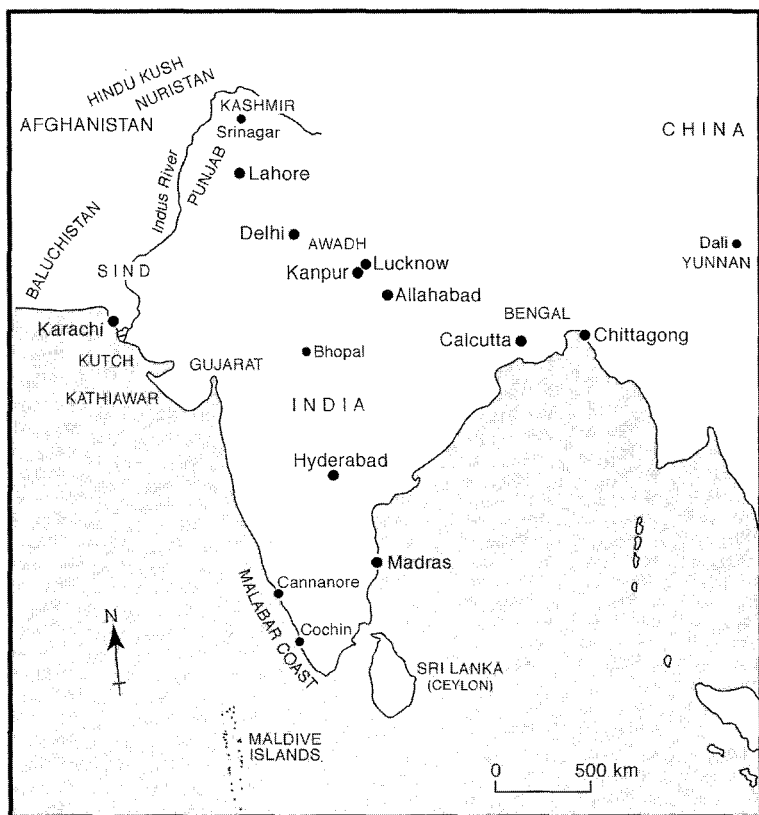 HINDU KUSH
NURISTAN
AFGHANISTAN
KASHMIR
Srinagar
CHINA
Indus River
PUNJAB
Lahore
BALUCHISTAN
Delhi
AWADH
Dali
YUNNAN
SIND
Lucknow
Kanpur
Allahabad
BENGAL
Karachi
Calcutta
Chittagong
KUTCH
GUJARAT
Bhopal
KATHIAWAR
INDIA
Hyderabad
Madras
Cannanore
MALABAR COAST
N
Cochin
SRI LANKA
(CEYLON)
MALDIVE
ISLANDS
0 500 km